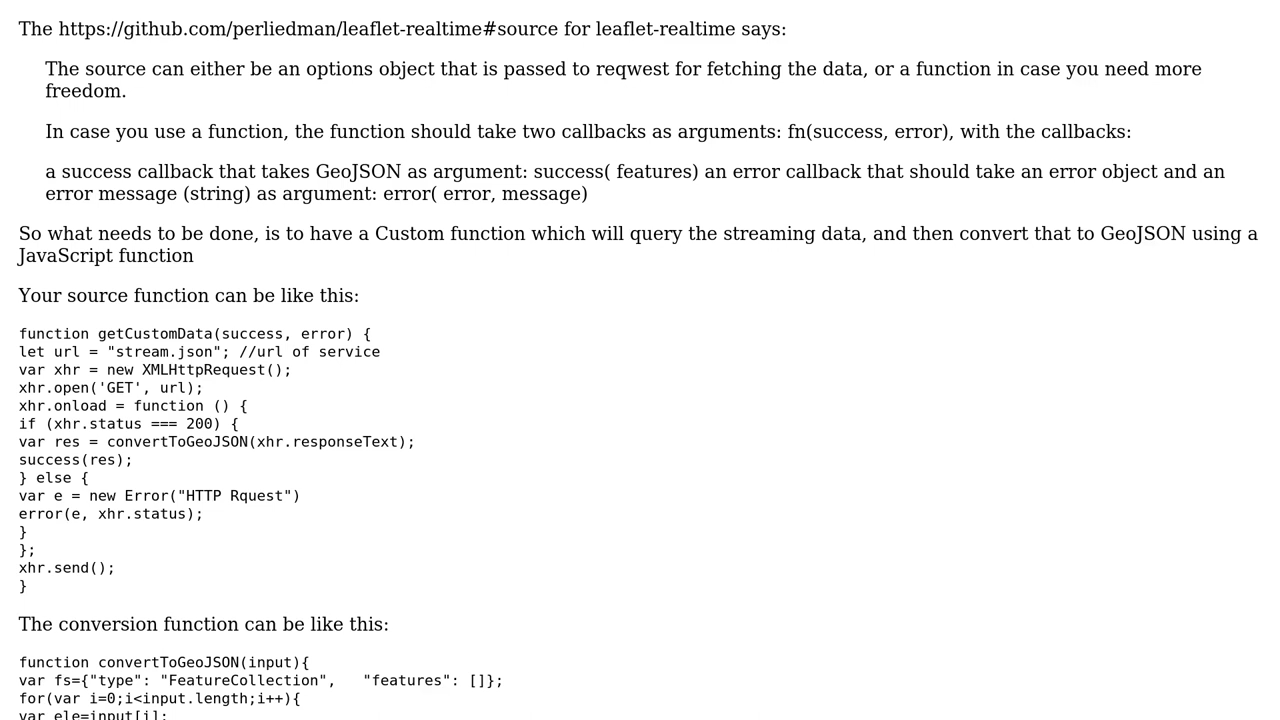 The https://github.com/perliedman/leaflet-realtime#source for leaflet-realtime says:
The source can either be an options object that is passed to reqwest for fetching the data, or a function in case you need more
freedom.
In case you use a function, the function should take two callbacks as arguments: fn(success, error), with the callbacks:
a success callback that takes GeoJSON as argument: success( features) an error callback that should take an error object and an
error message (string) as argument: error( error, message)
So what needs to be done, is to have a Custom function which will query the streaming data, and then convert that to GeoJSON using a
JavaScript function
Your source function can be like this:
function getCustomData(success, error) {
let url = "stream.json"; //url of service
var xhr = new XMLHttpRequest();
xhr.open('GET', url);
xhr.onload = function () {
if (xhr.status === 200) {
var res = convertToGeoJSON(xhr.responseText);
success(res);
} else {
var e = new Error("HTTP Rquest")
error(e, xhr.status);
}
};
xhr.send();
}
The conversion function can be like this:
function convertToGeoJSON(input){
var fs={"type": "FeatureCollection",   "features": []};
for(var i=0;i<input.length;i++){
var ele=input[i];